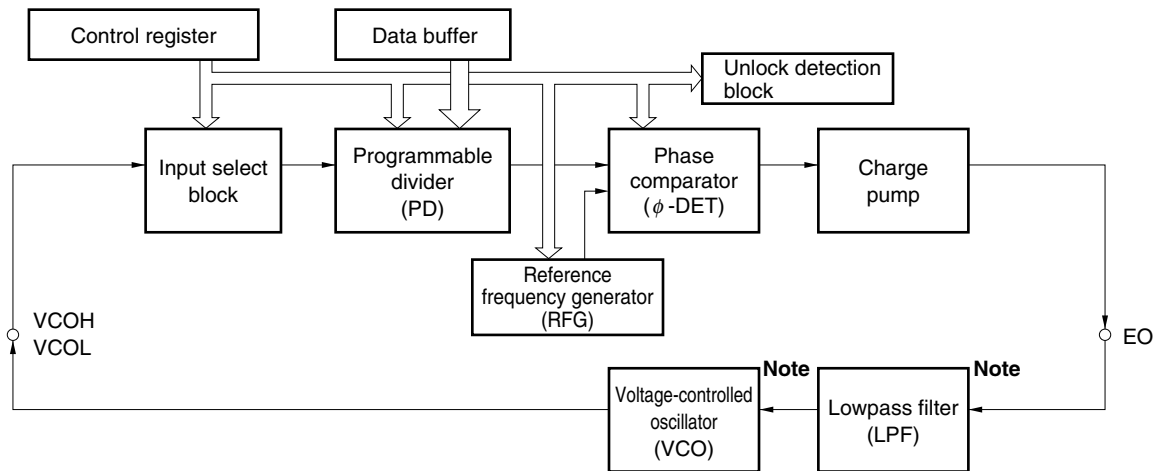 Control register
Data buffer
Unlock detection
block
Input select
block
Programmable
divider
(PD)
Phase
comparator
(ϕ-DET)
Charge
pump
Reference
frequency generator
(RFG)
VCOH
VCOL
EO
Note
Note
Voltage-controlled
oscillator
(VCO)
Lowpass filter
(LPF)